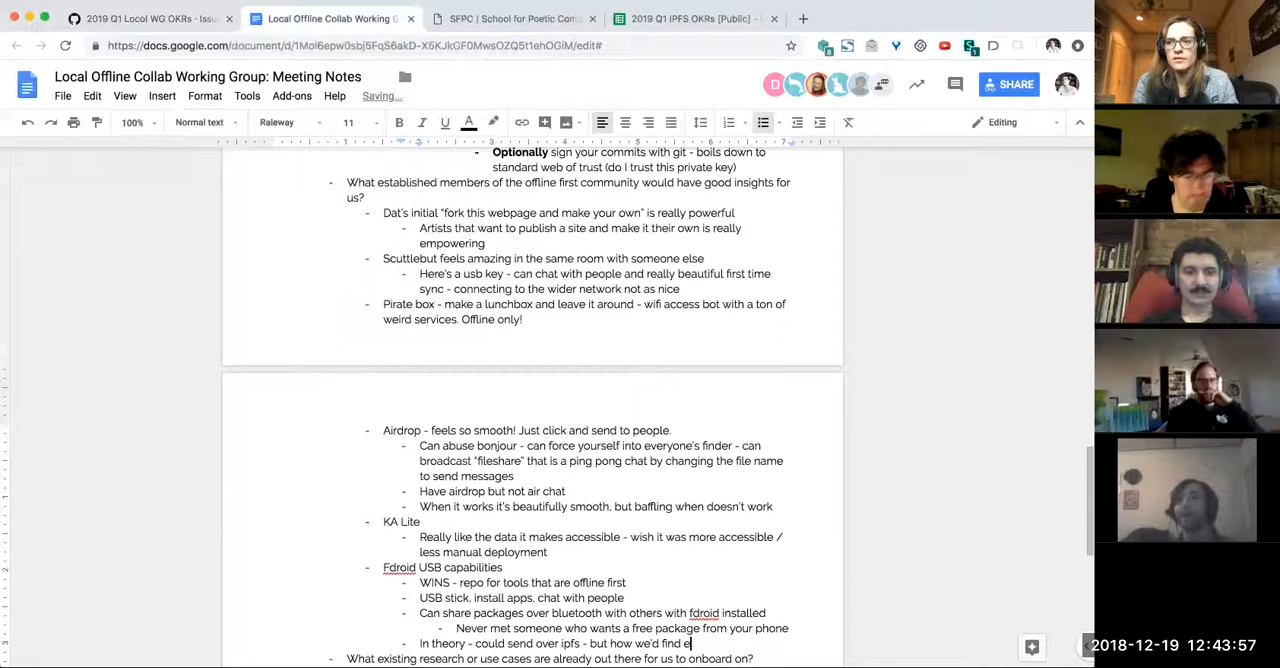 2019 Q1 Locol WG OKRs · Issu
Local Offline Collab Working G
SFPC | School for Poetic Com
2019 Q1 IPFS OKRs [Public] -
Local Offline Collab Working Group: Meeting Notes
File Edit View Insert Format Tools Add-ons Help Saving...
SHARE
100% Normal text Raleway 11 B I U A Editing
1 2 3 4 5 6 7
- Optionally sign your commits with git - boils down to
standard web of trust (do I trust this private key)
- What established members of the offline first community would have good insights for
us?
- Dat's initial “fork this webpage and make your own” is really powerful
- Artists that want to publish a site and make it their own is really
empowering
- Scuttlebut feels amazing in the same room with someone else
- Here's a usb key - can chat with people and really beautiful first time
sync - connecting to the wider network not as nice
- Pirate box - make a lunchbox and leave it around - wifi access bot with a ton of
weird services. Offline only!
- Airdrop - feels so smooth! Just click and send to people.
- Can abuse bonjour - can force yourself into everyone's finder - can
broadcast “fileshare” that is a ping pong chat by changing the file name
to send messages
- Have airdrop but not air chat
- When it works it's beautifully smooth, but baffling when doesn't work
- KA Lite
- Really like the data it makes accessible - wish it was more accessible /
less manual deployment
- Fdroid USB capabilities
- WINS - repo for tools that are offline first
- USB stick, install apps, chat with people
- Can share packages over bluetooth with others with fdroid installed
- Never met someone who wants a free package from your phone
- In theory - could send over ipfs - but how we'd find e
- What existing research or use cases are already out there for us to onboard on?
2018-12-19 12:43:57